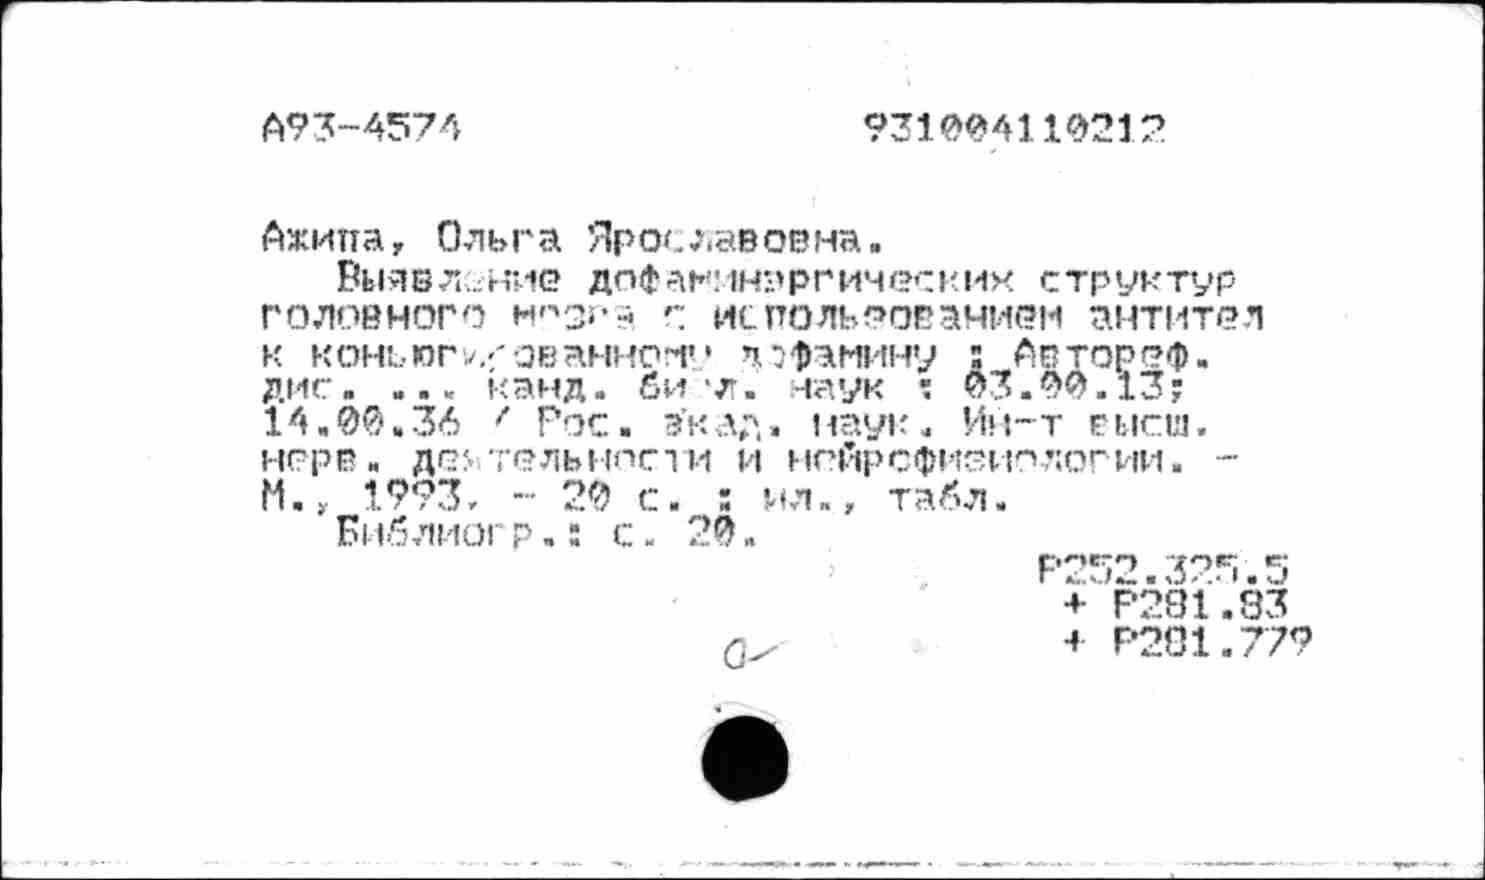 А93-4574 931004110212
Ажипа, Ольга Ярославовна.
Выявление дофаминэргических структур
головного мозга с использованием антител
к коньюгированному дофамину : Автореф.
дис. ... канд. биол. наук : 03.00.13;
14.00.36 / Рос. акад. наук. Ин-т высш.
нерв. деятельности и нейрофизиологии. -
М., 1993. - 20 с. : ил., табл.
Библиогр.: с. 20.
Р252.325.5
+ Р281.83
+ Р281.779